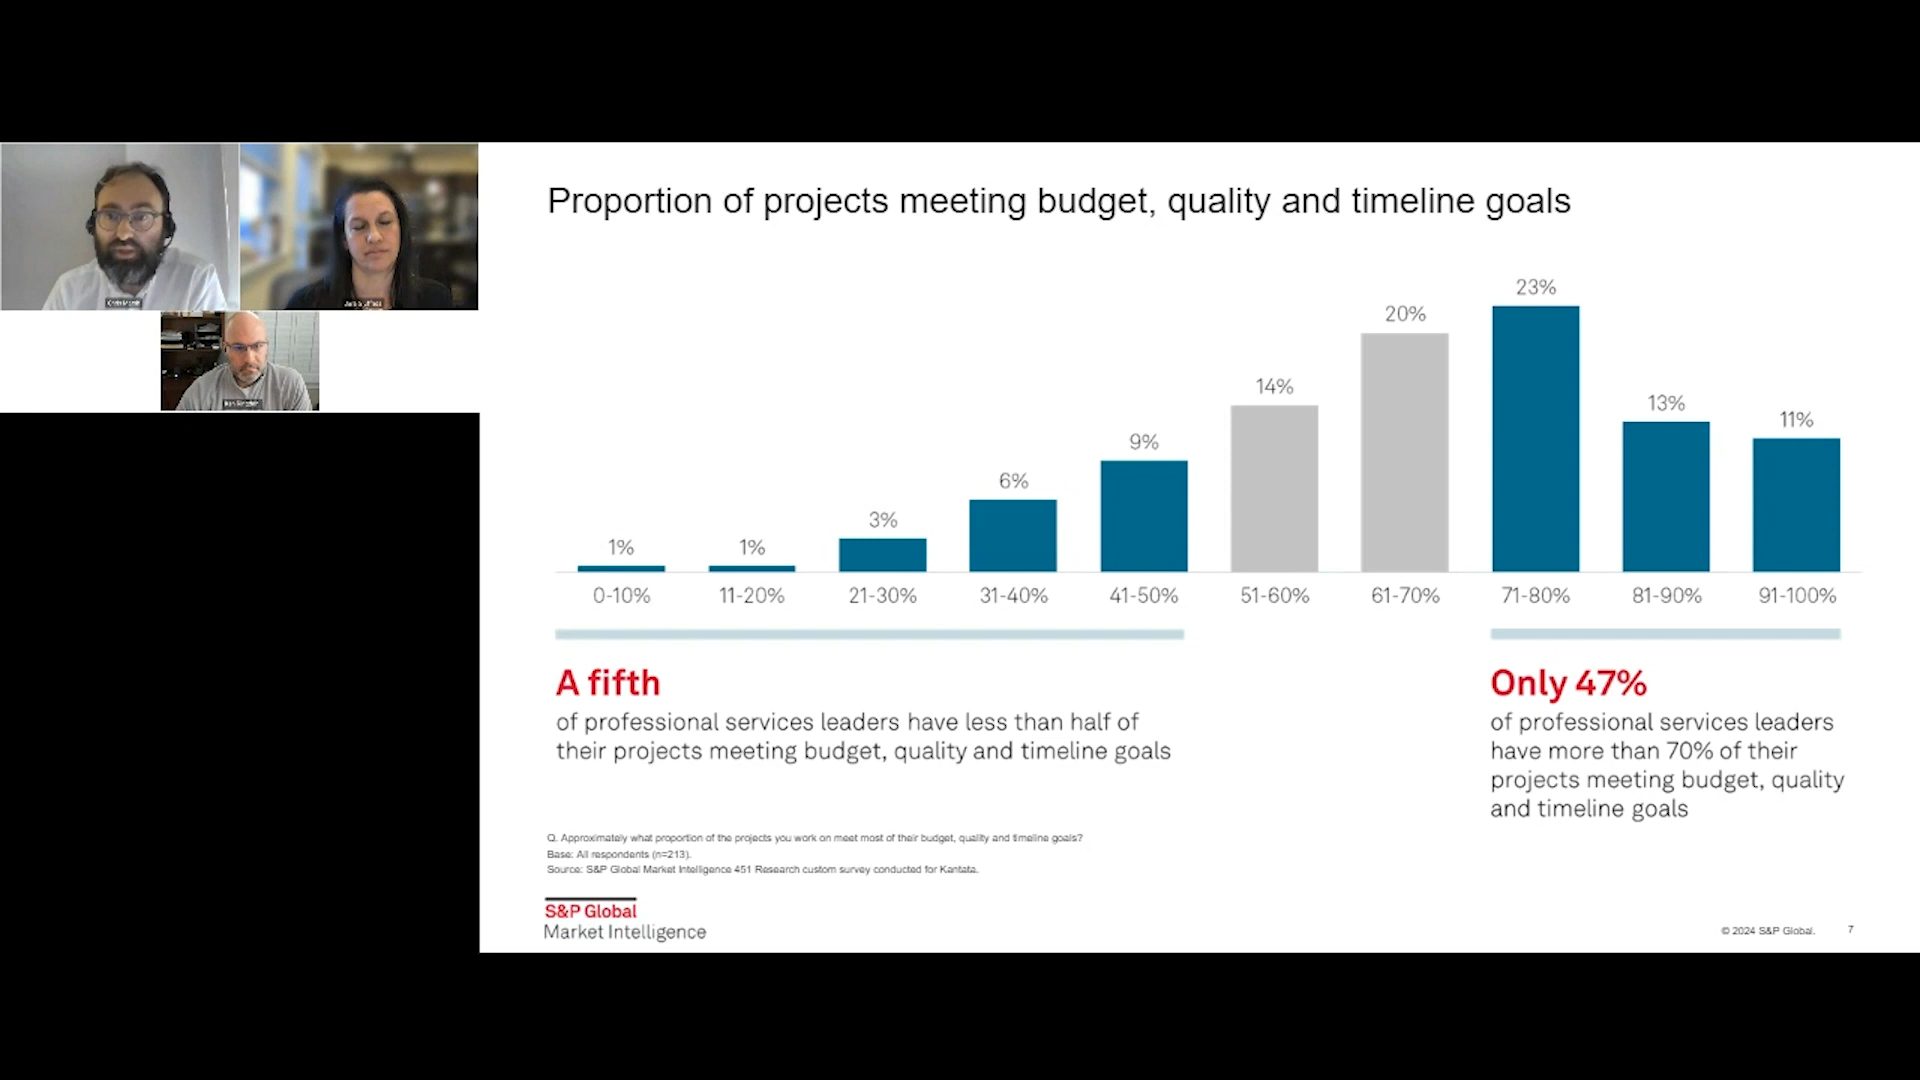 Proportion of projects meeting budget, quality and timeline goals
1%
1%
3%
6%
9%
14%
20%
23%
13%
11%
0-10%
11-20%
21-30%
31-40%
41-50%
51-60%
61-70%
71-80%
81-90%
91-100%
A fifth
of professional services leaders have less than half of
their projects meeting budget, quality and timeline goals
Only 47%
of professional services leaders
have more than 70% of their
projects meeting budget, quality
and timeline goals
Q. Approximately what proportion of the projects you work on meet most of their budget, quality and timeline goals?
Base: All respondents (n=213).
Source: S&P Global Market Intelligence 451 Research custom survey conducted for Kantata.
S&P Global
Market Intelligence
© 2024 S&P Global.
7